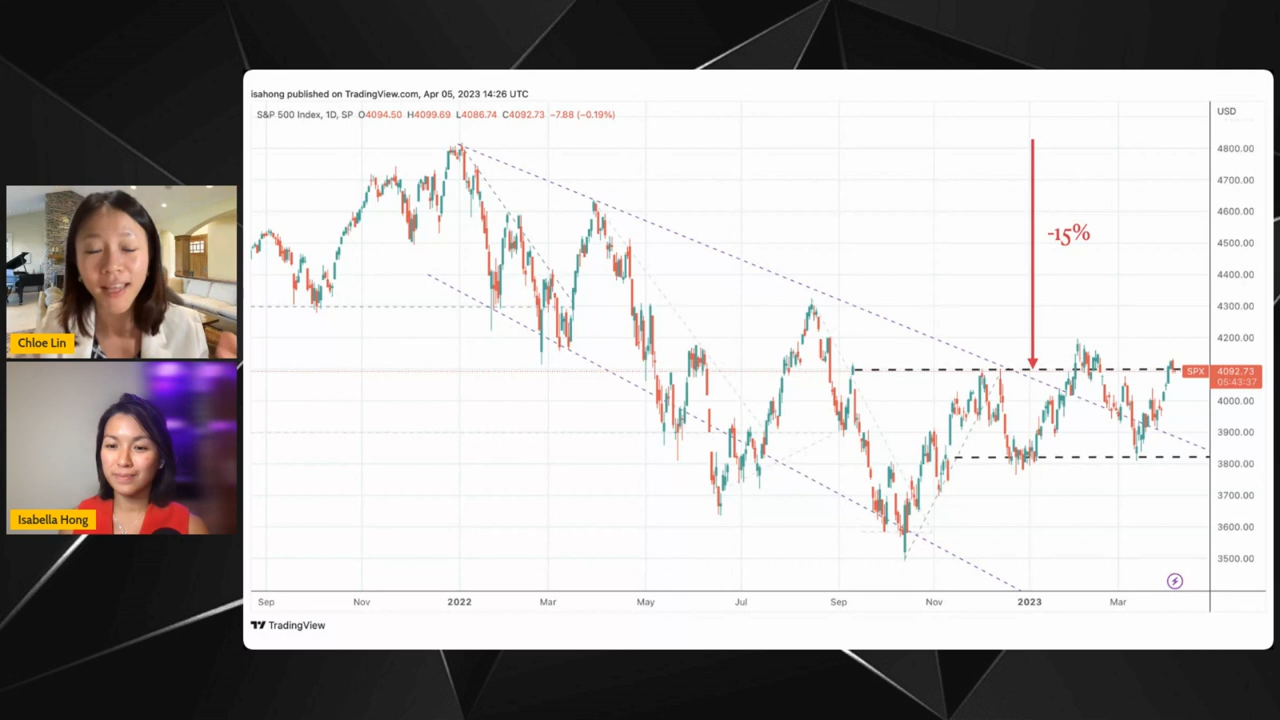 isahong published on TradingView.com, Apr 05, 2023 14:26 UTC
S&P 500 Index, 1D, SP O4094.50 H4099.69 L4086.74 C4092.73 −7.88 (−0.19%)
USD
4800.00
4700.00
4600.00
-15%
4500.00
4400.00
4300.00
4200.00
SPX 4092.73
05:43:37
4000.00
3900.00
3800.00
3700.00
3600.00
3500.00
Sep Nov 2022 Mar May Jul Sep Nov 2023 Mar
TradingView
Chloe Lin
Isabella Hong